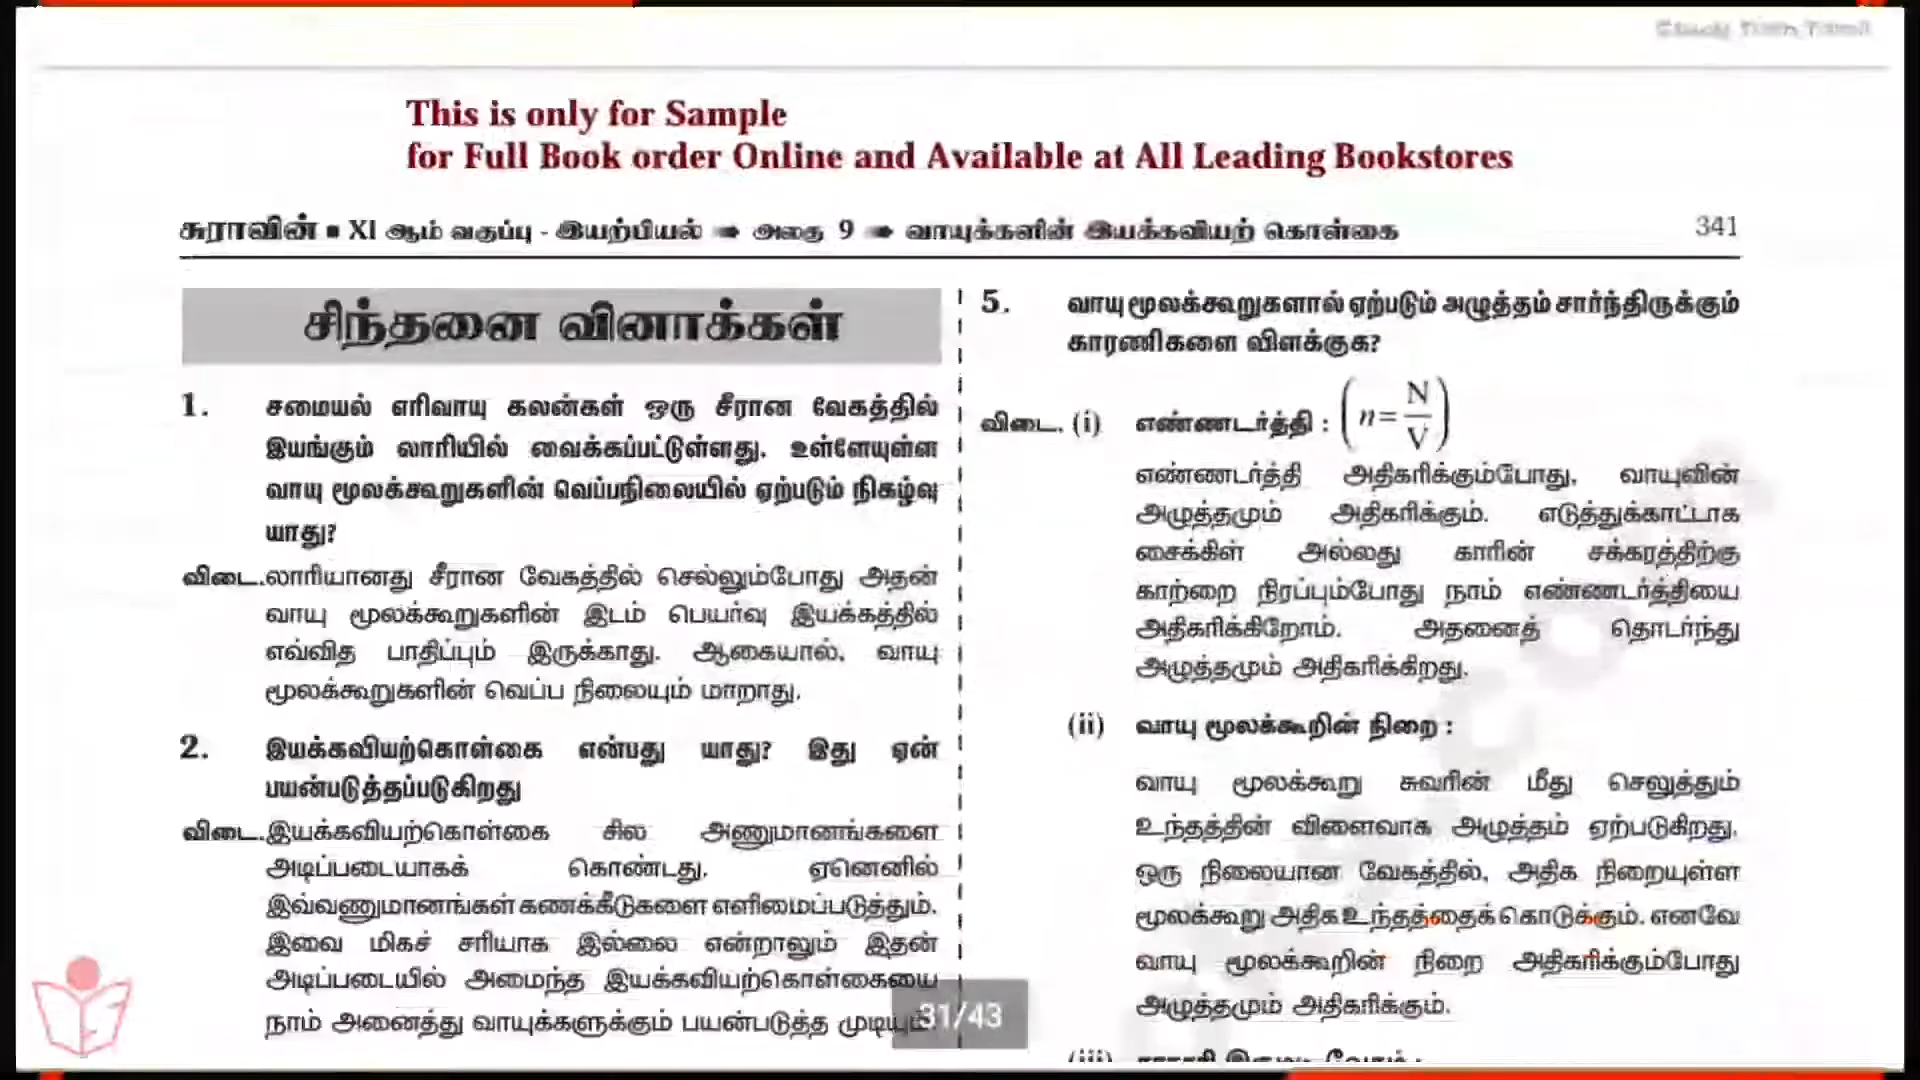 Study Tism Tamil
This is only for Sample
for Full Book order Online and Available at All Leading Bookstores
சுராவின் ■ XI ஆம் வகுப்பு - இயற்பியல் ➠ அலகு 9 ➠ வாயுக்களின் இயக்கவியற் கொள்கை
341
சிந்தனை வினாக்கள்
1. சமையல் எரிவாயு கலன்கள் ஒரு சீரான வேகத்தில்
இயங்கும் லாரியில் வைக்கப்பட்டுள்ளது. உள்ளேயுள்ள
வாயு மூலக்கூறுகளின் வெப்பநிலையில் ஏற்படும் நிகழ்வு
யாது?
விடை. லாரியானது சீரான வேகத்தில் செல்லும்போது அதன்
வாயு மூலக்கூறுகளின் இடம் பெயர்வு இயக்கத்தில்
எவ்வித பாதிப்பும் இருக்காது. ஆகையால், வாயு
மூலக்கூறுகளின் வெப்ப நிலையும் மாறாது.
2. இயக்கவியற்கொள்கை என்பது யாது? இது ஏன்
பயன்படுத்தப்படுகிறது
விடை. இயக்கவியற்கொள்கை சில அணுமானங்களை
அடிப்படையாகக் கொண்டது. ஏனெனில்
இவ்வணுமானங்கள் கணக்கீடுகளை எளிமைப்படுத்தும்.
இவை மிகச் சரியாக இல்லை என்றாலும் இதன்
அடிப்படையில் அமைந்த இயக்கவியற்கொள்கையை
நாம் அனைத்து வாயுக்களுக்கும் பயன்படுத்த முடியும்.
5. வாயு மூலக்கூறுகளால் ஏற்படும் அழுத்தம் சார்ந்திருக்கும்
காரணிகளை விளக்குக?
விடை. (i) எண்ணடர்த்தி : (n = N/V)
எண்ணடர்த்தி அதிகரிக்கும்போது, வாயுவின்
அழுத்தமும் அதிகரிக்கும். எடுத்துக்காட்டாக
சைக்கிள் அல்லது காரின் சக்கரத்திற்கு
காற்றை நிரப்பும்போது நாம் எண்ணடர்த்தியை
அதிகரிக்கிறோம். அதனைத் தொடர்ந்து
அழுத்தமும் அதிகரிக்கிறது.
(ii) வாயு மூலக்கூறின் நிறை :
வாயு மூலக்கூறு சுவரின் மீது செலுத்தும்
உந்தத்தின் விளைவாக அழுத்தம் ஏற்படுகிறது.
ஒரு நிலையான வேகத்தில், அதிக நிறையுள்ள
மூலக்கூறு அதிக உந்தத்தைக் கொடுக்கும். எனவே
வாயு மூலக்கூறின் நிறை அதிகரிக்கும்போது
அழுத்தமும் அதிகரிக்கும்.
(iii)
31/43